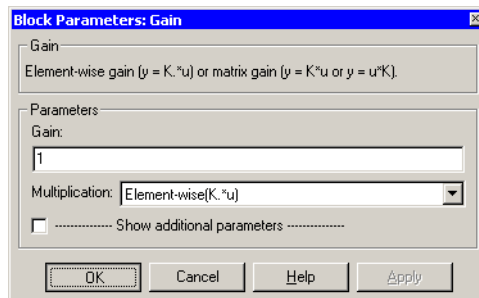 Block Parameters: Gain
Gain
Element-wise gain (y = K.*u) or matrix gain (y = K*u or y = u*K).
Parameters
Gain:
1
Multiplication: Element-wise(K.*u)
-------------- Show additional parameters --------------
OK Cancel Help Apply